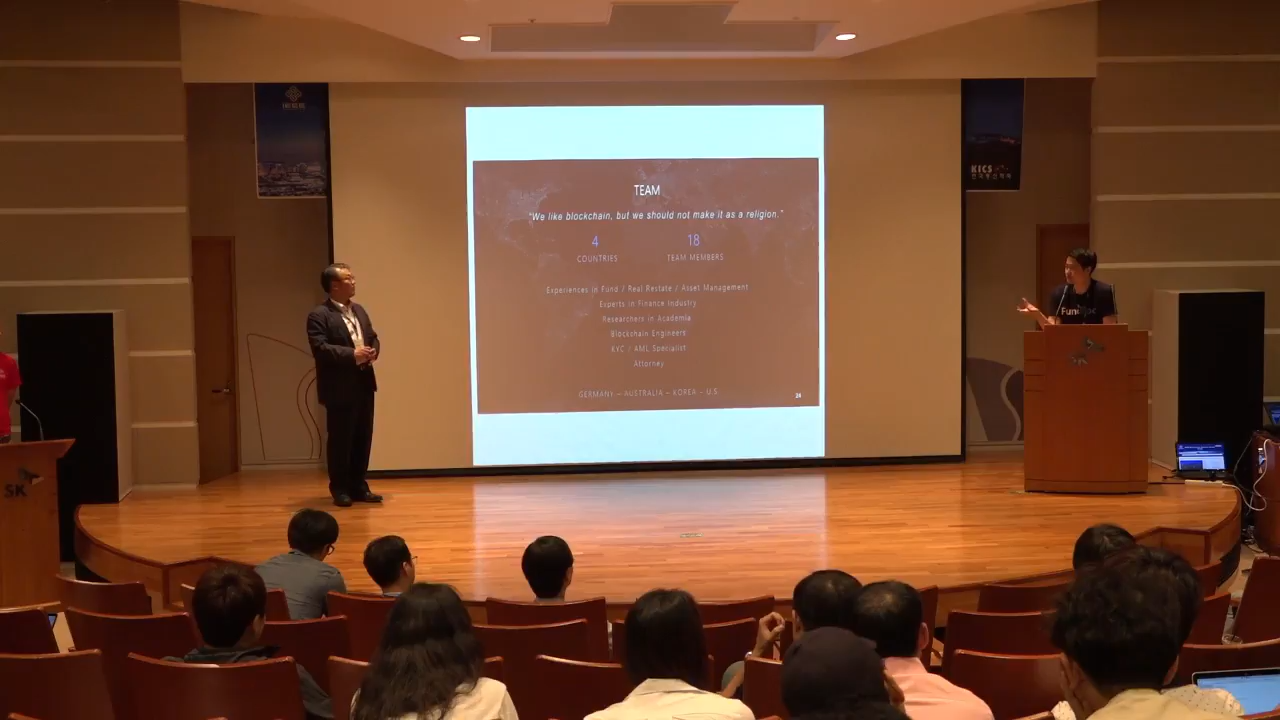 TEAM
"We like blockchain, but we should not make it as a religion."
4
18
COUNTRIES
TEAM MEMBERS
Experiences in Fund / Real Restate / Asset Management
Experts in Finance Industry
Researchers in Academia
Blockchain Engineers
KYC / AML Specialist
Attorney
GERMANY – AUSTRALIA – KOREA – U.S
24
KICS
SK